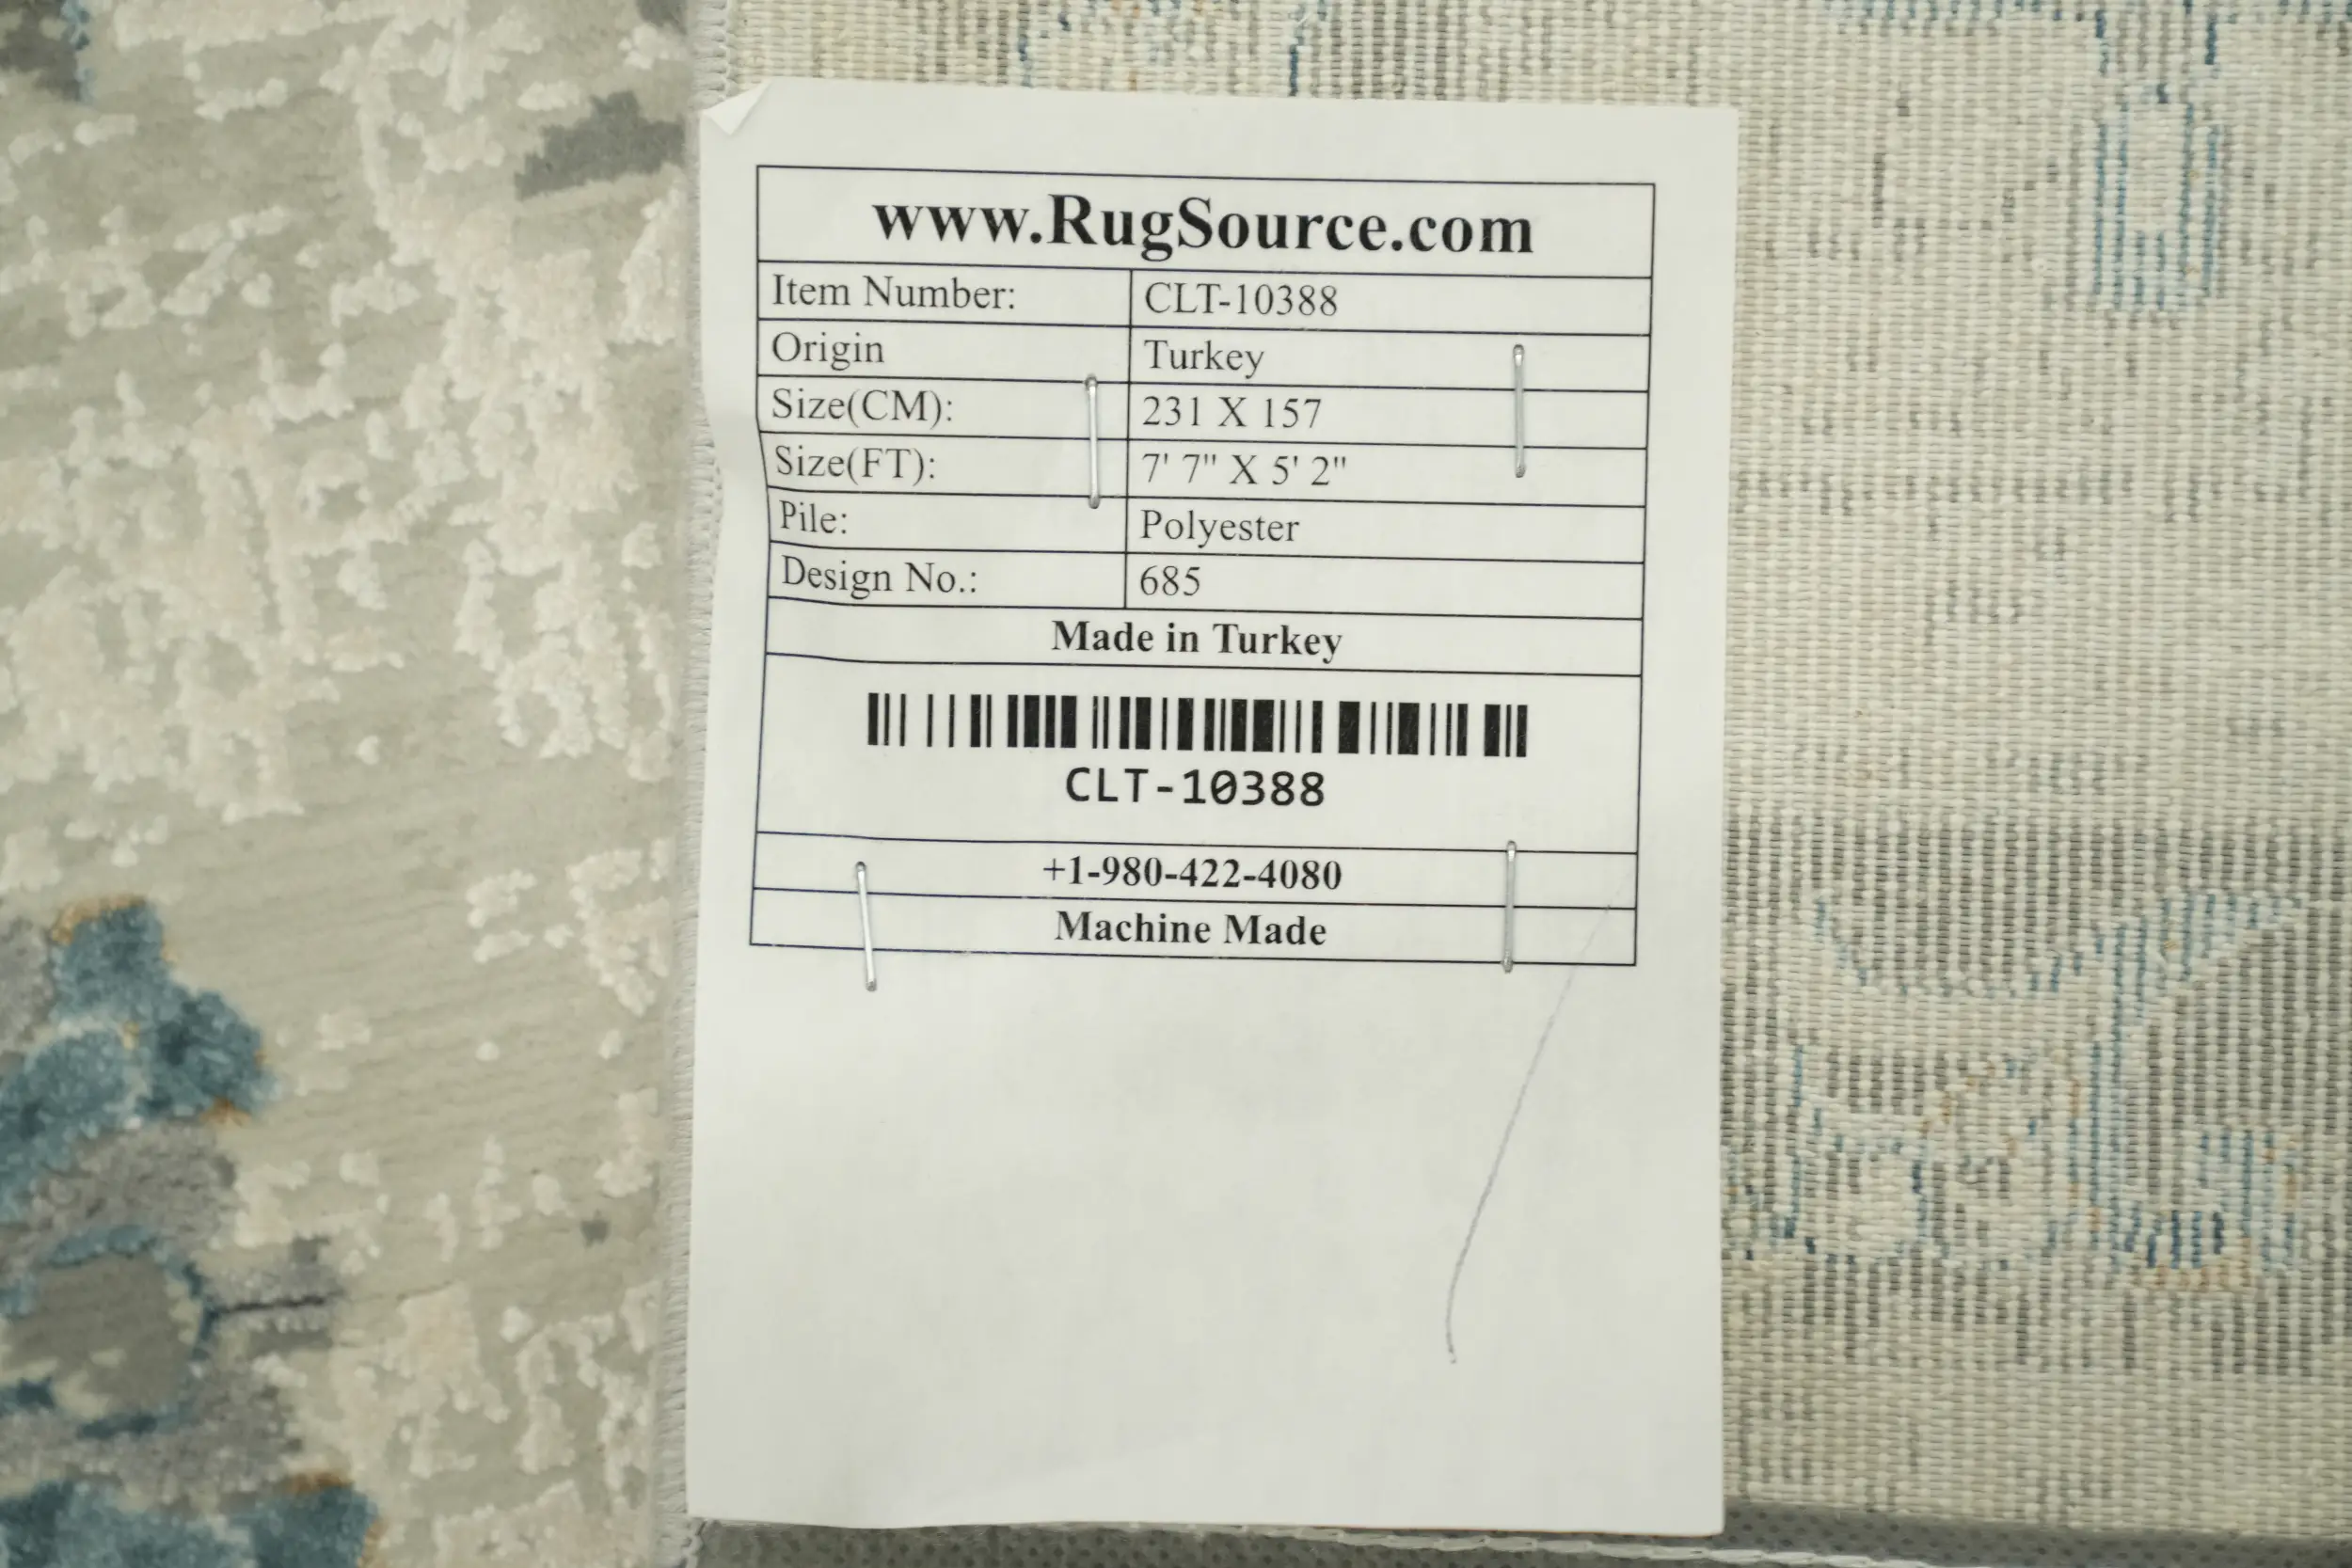 www.RugSource.com
Item Number: CLT-10388
Origin Turkey
Size(CM): 231 X 157
Size(FT): 7' 7" X 5' 2"
Pile: Polyester
Design No.: 685
Made in Turkey
CLT-10388
+1-980-422-4080
Machine Made